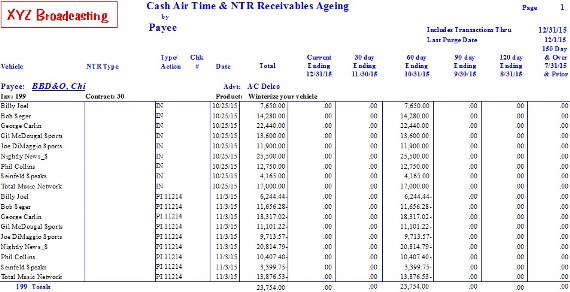 XYZ Broadcasting
Cash Air Time & NTR Receivables Ageing
by
Payee
Page 1
Includes Transactions Thru 12/31/15
Last Purge Date 12/1/15
150 Day
Type/ Chk Current 30 day 60 day 90 day 120 day & Over
Vehicle NTR Type Action # Date Total Ending Ending Ending Ending Ending 7/31/15
12/31/15 11/30/15 10/31/15 9/30/15 8/31/15 & Prior
Payee: BBD&O, Chi Advt: AC Delco
Inv: 199 Contract: 30 Product: Winterize your vehicle
Billy Joel IN 10/25/15 7,650.00 .00 .00 7,650.00 .00 .00 .00
Bob Seger IN 10/25/15 14,280.00 .00 .00 14,280.00 .00 .00 .00
George Carlin IN 10/25/15 22,440.00 .00 .00 22,440.00 .00 .00 .00
Gil McDougal Sports IN 10/25/15 13,600.00 .00 .00 13,600.00 .00 .00 .00
Joe DiMaggio Sports IN 10/25/15 11,900.00 .00 .00 11,900.00 .00 .00 .00
Nightly News_S IN 10/25/15 25,500.00 .00 .00 25,500.00 .00 .00 .00
Phil Collins IN 10/25/15 12,750.00 .00 .00 12,750.00 .00 .00 .00
Seinfeld Speaks IN 10/25/15 4,165.00 .00 .00 4,165.00 .00 .00 .00
Total Music Network IN 10/25/15 17,000.00 .00 .00 17,000.00 .00 .00 .00
Billy Joel PI 11214 11/3/15 6,244.44- .00 .00 6,244.44- .00 .00 .00
Bob Seger PI 11214 11/3/15 11,656.28- .00 .00 11,656.28- .00 .00 .00
George Carlin PI 11214 11/3/15 18,317.02- .00 .00 18,317.02- .00 .00 .00
Gil McDougal Sports PI 11214 11/3/15 11,101.22- .00 .00 11,101.22- .00 .00 .00
Joe DiMaggio Sports PI 11214 11/3/15 9,713.57- .00 .00 9,713.57- .00 .00 .00
Nightly News_S PI 11214 11/3/15 20,814.79- .00 .00 20,814.79- .00 .00 .00
Phil Collins PI 11214 11/3/15 10,407.40- .00 .00 10,407.40- .00 .00 .00
Seinfeld Speaks PI 11214 11/3/15 3,399.75- .00 .00 3,399.75- .00 .00 .00
Total Music Network PI 11214 11/3/15 13,876.53- .00 .00 13,876.53- .00 .00 .00
199 Totals 23,754.00 .00 .00 23,754.00 .00 .00 .00